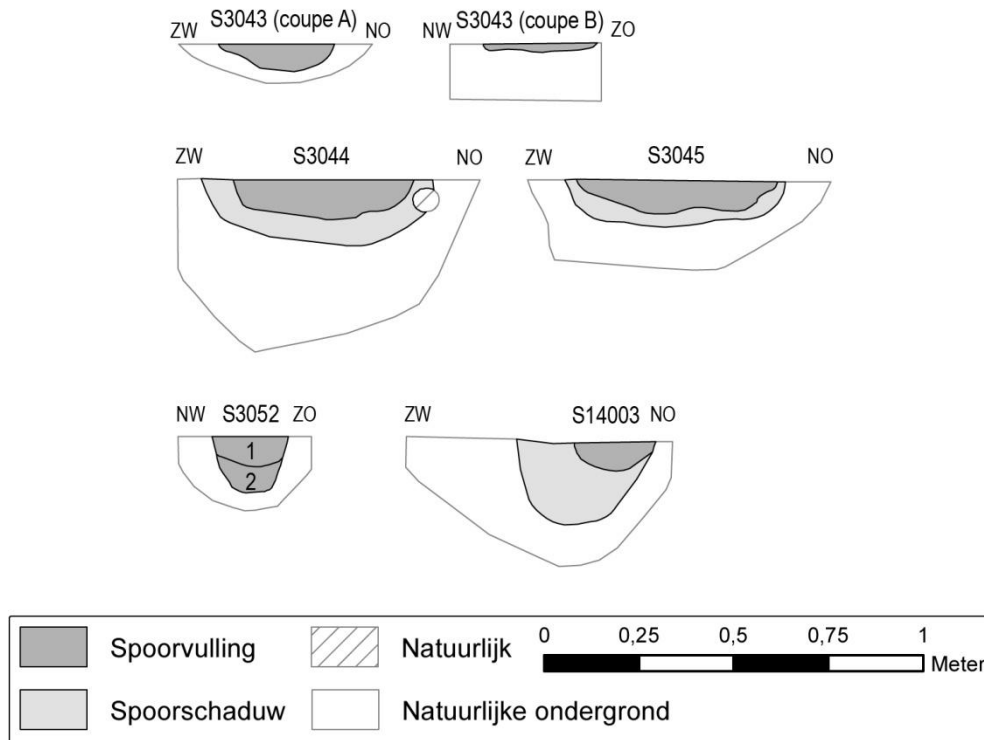 S3043 (coupe A) S3043 (coupe B)
ZW NO NW ZO
ZW S3044 NO ZW S3045 NO
NW S3052 ZO ZW S14003 NO
1
2
Spoorvulling Natuurlijk 0 0,25 0,5 0,75 1
Meter
Spoorschaduw Natuurlijke ondergrond